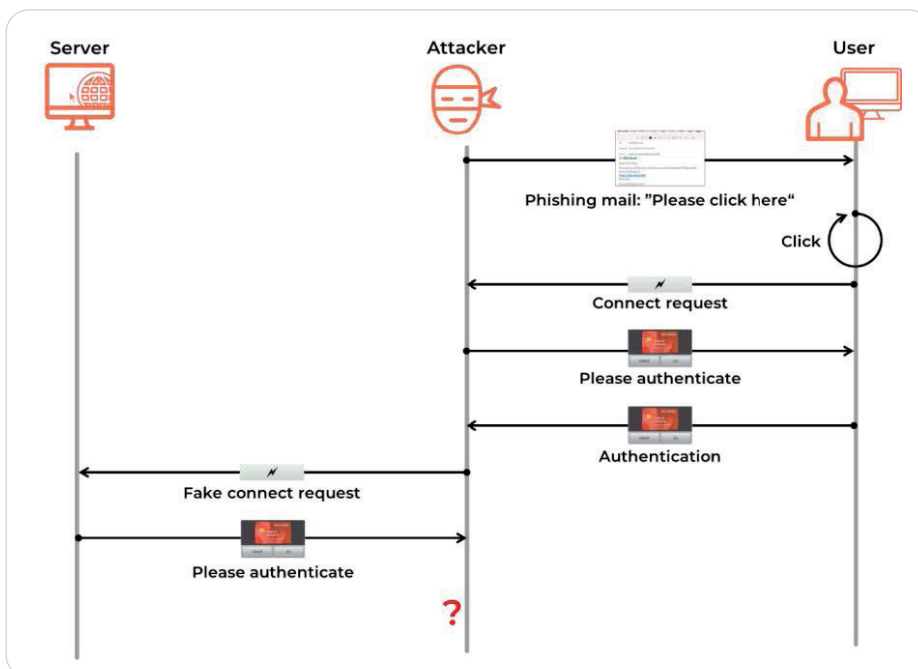 Server
Attacker
User
Phishing mail: ”Please click here“
Click
Connect request
Please authenticate
Authentication
Fake connect request
Please authenticate
?